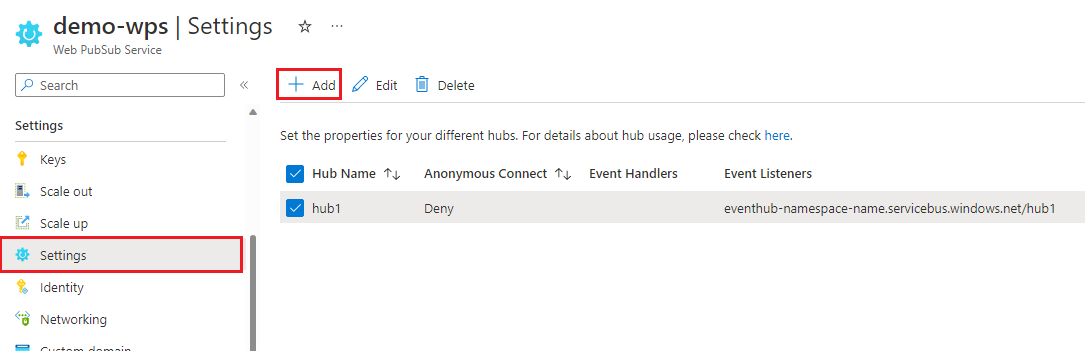 demo-wps | Settings ☆ ···
Web PubSub Service
Search «
+ Add Edit Delete
Settings
Set the properties for your different hubs. For details about hub usage, please check here.
Keys
Hub Name ↑↓ Anonymous Connect ↑↓ Event Handlers Event Listeners
Scale out
hub1 Deny eventhub-namespace-name.servicebus.windows.net/hub1
Scale up
Settings
Identity
Networking
Custom domain